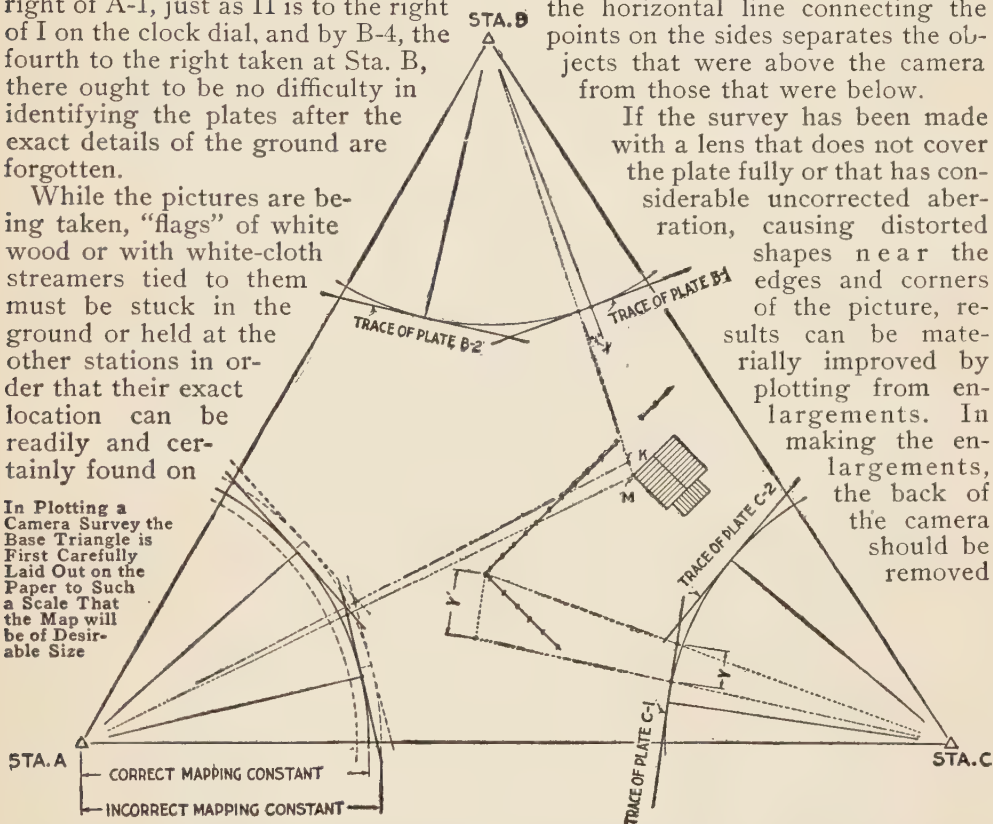 right of A-1, just as II is to the right
of I on the clock dial, and by B-4, the
fourth to the right taken at Sta. B,
there ought to be no difficulty in
identifying the plates after the
exact details of the ground are
forgotten.
While the pictures are be-
ing taken, “flags” of white
wood or with white-cloth
streamers tied to them
must be stuck in the
ground or held at the
other stations in or-
der that their exact
location can be
readily and cer-
tainly found on
In Plotting a
Camera Survey the
Base Triangle is
First Carefully
Laid Out on the
Paper to Such
a Scale That
the Map will
be of Desir-
able Size
the horizontal line connecting the
points on the sides separates the ob-
jects that were above the camera
from those that were below.
If the survey has been made
with a lens that does not cover
the plate fully or that has con-
siderable uncorrected aber-
ration, causing distorted
shapes near the
edges and corners
of the picture, re-
sults can be mate-
rially improved by
plotting from en-
largements. In
making the en-
largements,
the back of
the camera
should be
removed
STA. B
TRACE OF PLATE B-2
TRACE OF PLATE B-1
K
M
TRACE OF PLATE C-2
Y'
Y
TRACE OF PLATE C-1
STA. A
STA. C
CORRECT MAPPING CONSTANT
INCORRECT MAPPING CONSTANT